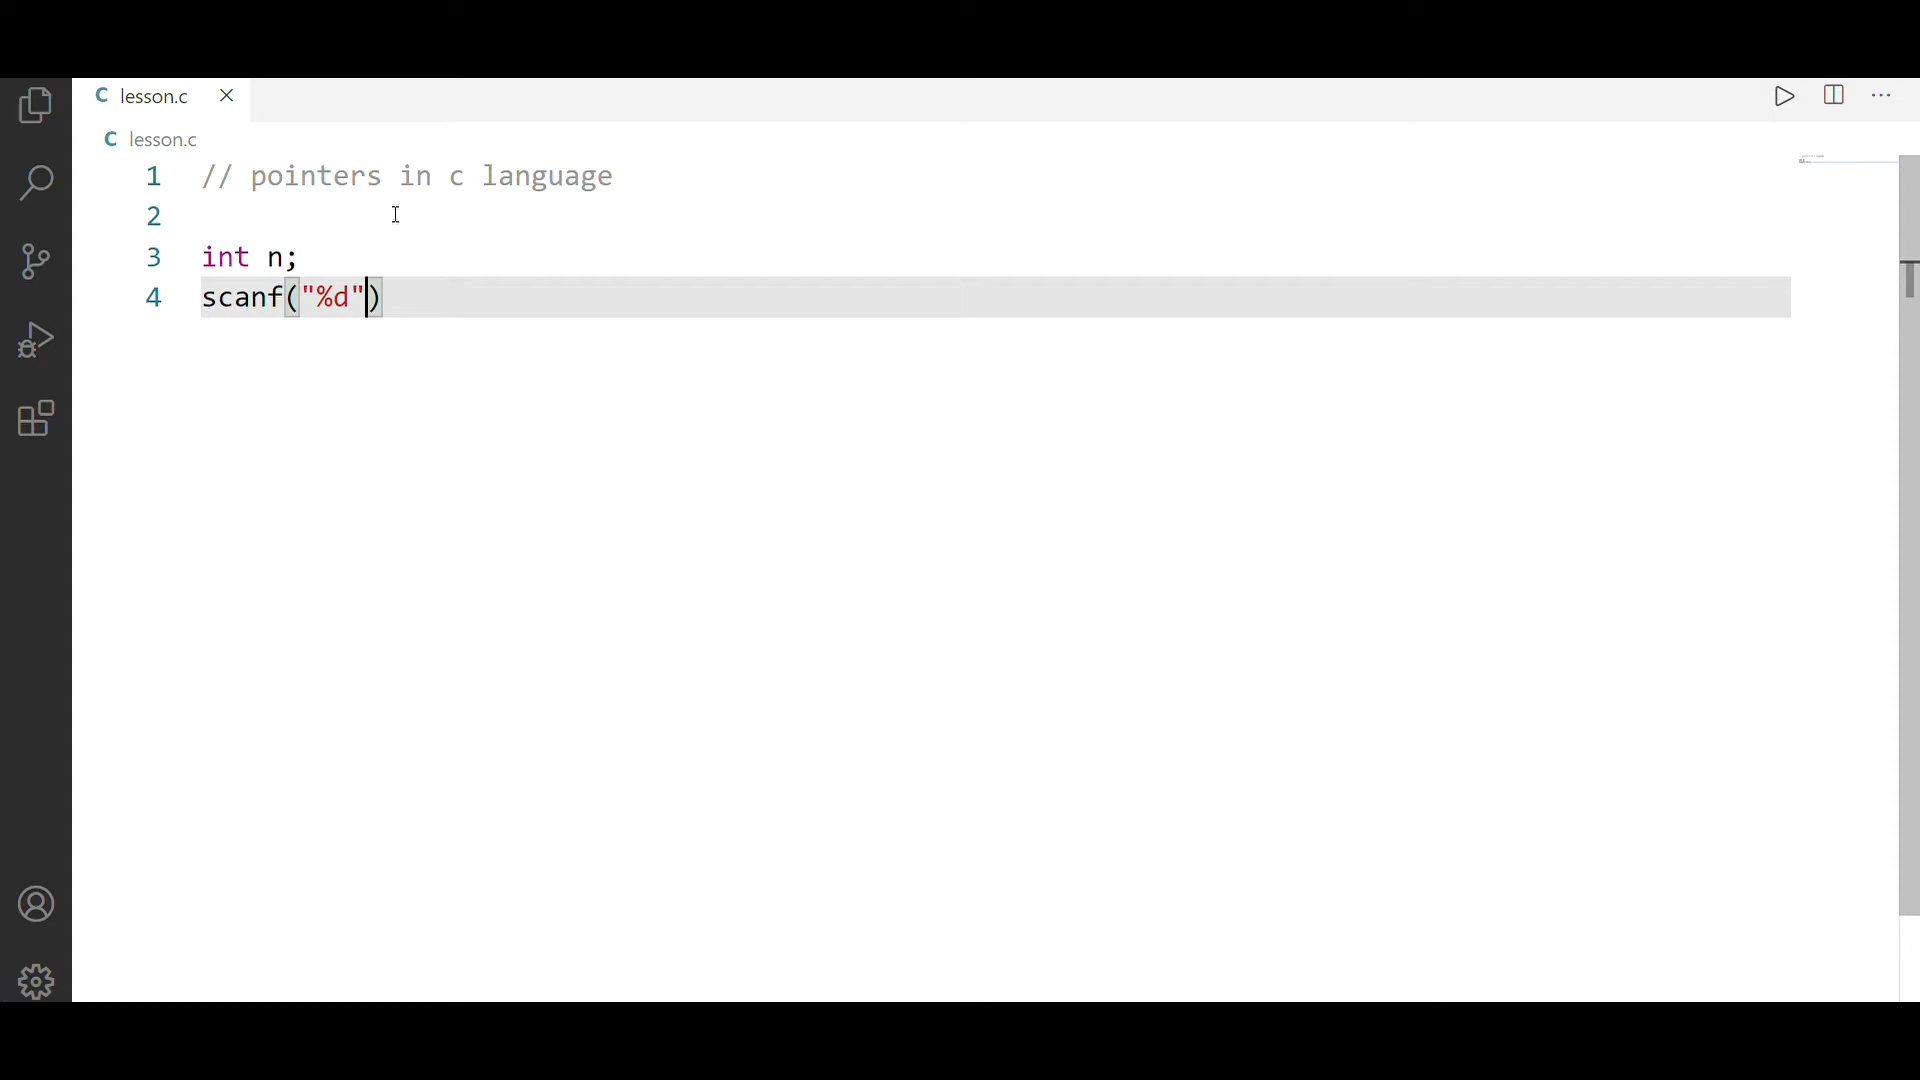 C lesson.c
C lesson.c
1 // pointers in c language
2
3 int n;
4 scanf("%d")